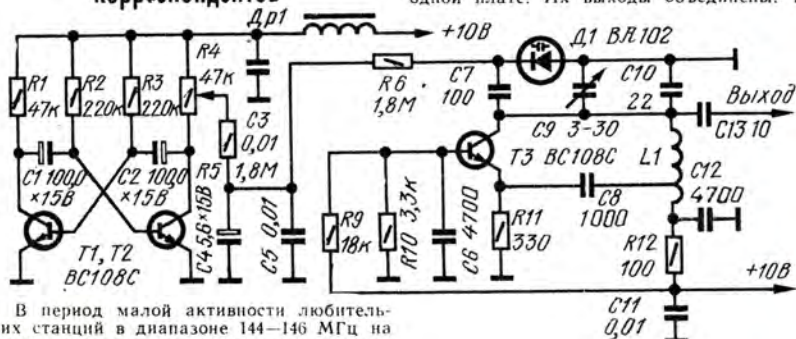 корреспондентов
одной плате. Их выходы объединены.
Др1
+10В
Д1 BA102
R1
47к
R2
220к
R3
220к
R4
47к
R6
1,8М
C7
100
C10
22
Выход
C13 10
C3
0,01
R5
1,8М
C9 3-30
T3 BC108C
L1
C12
4700
C1 100,0
×15В
C2 100,0
×15В
C8
1000
R9
18к
R10 3,3к
C6 4700
R11
330
R12
100
C4 5,6×15В
C5 0,01
T1, T2
BC108C
+10В
C11
0,01
В период малой активности любитель-
их станций в диапазоне 144—146 МГц на